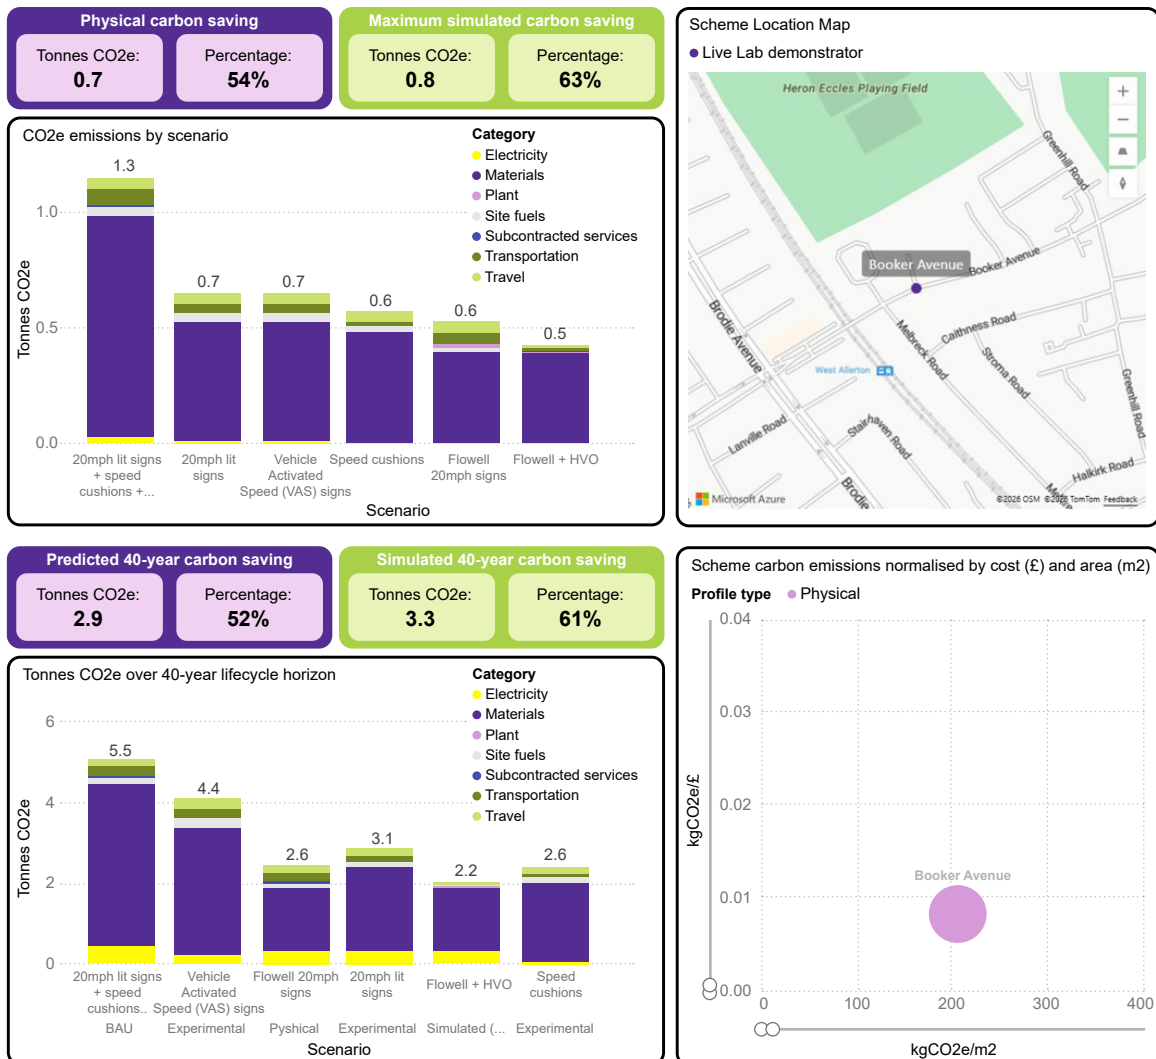 Physical carbon saving
Tonnes CO2e:
0.7
Percentage:
54%
Maximum simulated carbon saving
Tonnes CO2e:
0.8
Percentage:
63%
CO2e emissions by scenario
Category
Electricity
Materials
Plant
Site fuels
Subcontracted services
Transportation
Travel
Tonnes CO2e
1.0
0.5
0.0
1.3
0.7
0.7
0.6
0.6
0.5
20mph lit signs
+ speed
cushions +...
20mph lit
signs
Vehicle
Activated
Speed (VAS) signs
Speed cushions
Flowell
20mph signs
Flowell + HVO
Scenario
Scheme Location Map
Live Lab demonstrator
Heron Eccles Playing Field
Greenhill Road
Booker Avenue
Booker Avenue
Brodie Avenue
Melbreck Road
Caithness Road
Stroma Road
Greenhill Road
West Allerton
Stairhaven Road
Lanville Road
Halkirk Road
Brodie
Microsoft Azure
©2026 OSM ©2026 TomTom Feedback
Predicted 40-year carbon saving
Tonnes CO2e:
2.9
Percentage:
52%
Simulated 40-year carbon saving
Tonnes CO2e:
3.3
Percentage:
61%
Tonnes CO2e over 40-year lifecycle horizon
Category
Electricity
Materials
Plant
Site fuels
Subcontracted services
Transportation
Travel
Tonnes CO2e
6
4
2
0
5.5
4.4
2.6
3.1
2.2
2.6
20mph lit signs
+ speed
cushions..
Vehicle
Activated
Speed (VAS) signs
Flowell 20mph
signs
20mph lit
signs
Flowell + HVO
Speed
cushions
BAU
Experimental
Pyshical
Experimental
Simulated (...
Experimental
Scenario
Scheme carbon emissions normalised by cost (£) and area (m2)
Profile type
Physical
kgCO2e/£
0.04
0.03
0.02
0.01
0.00
Booker Avenue
0
100
200
300
400
kgCO2e/m2